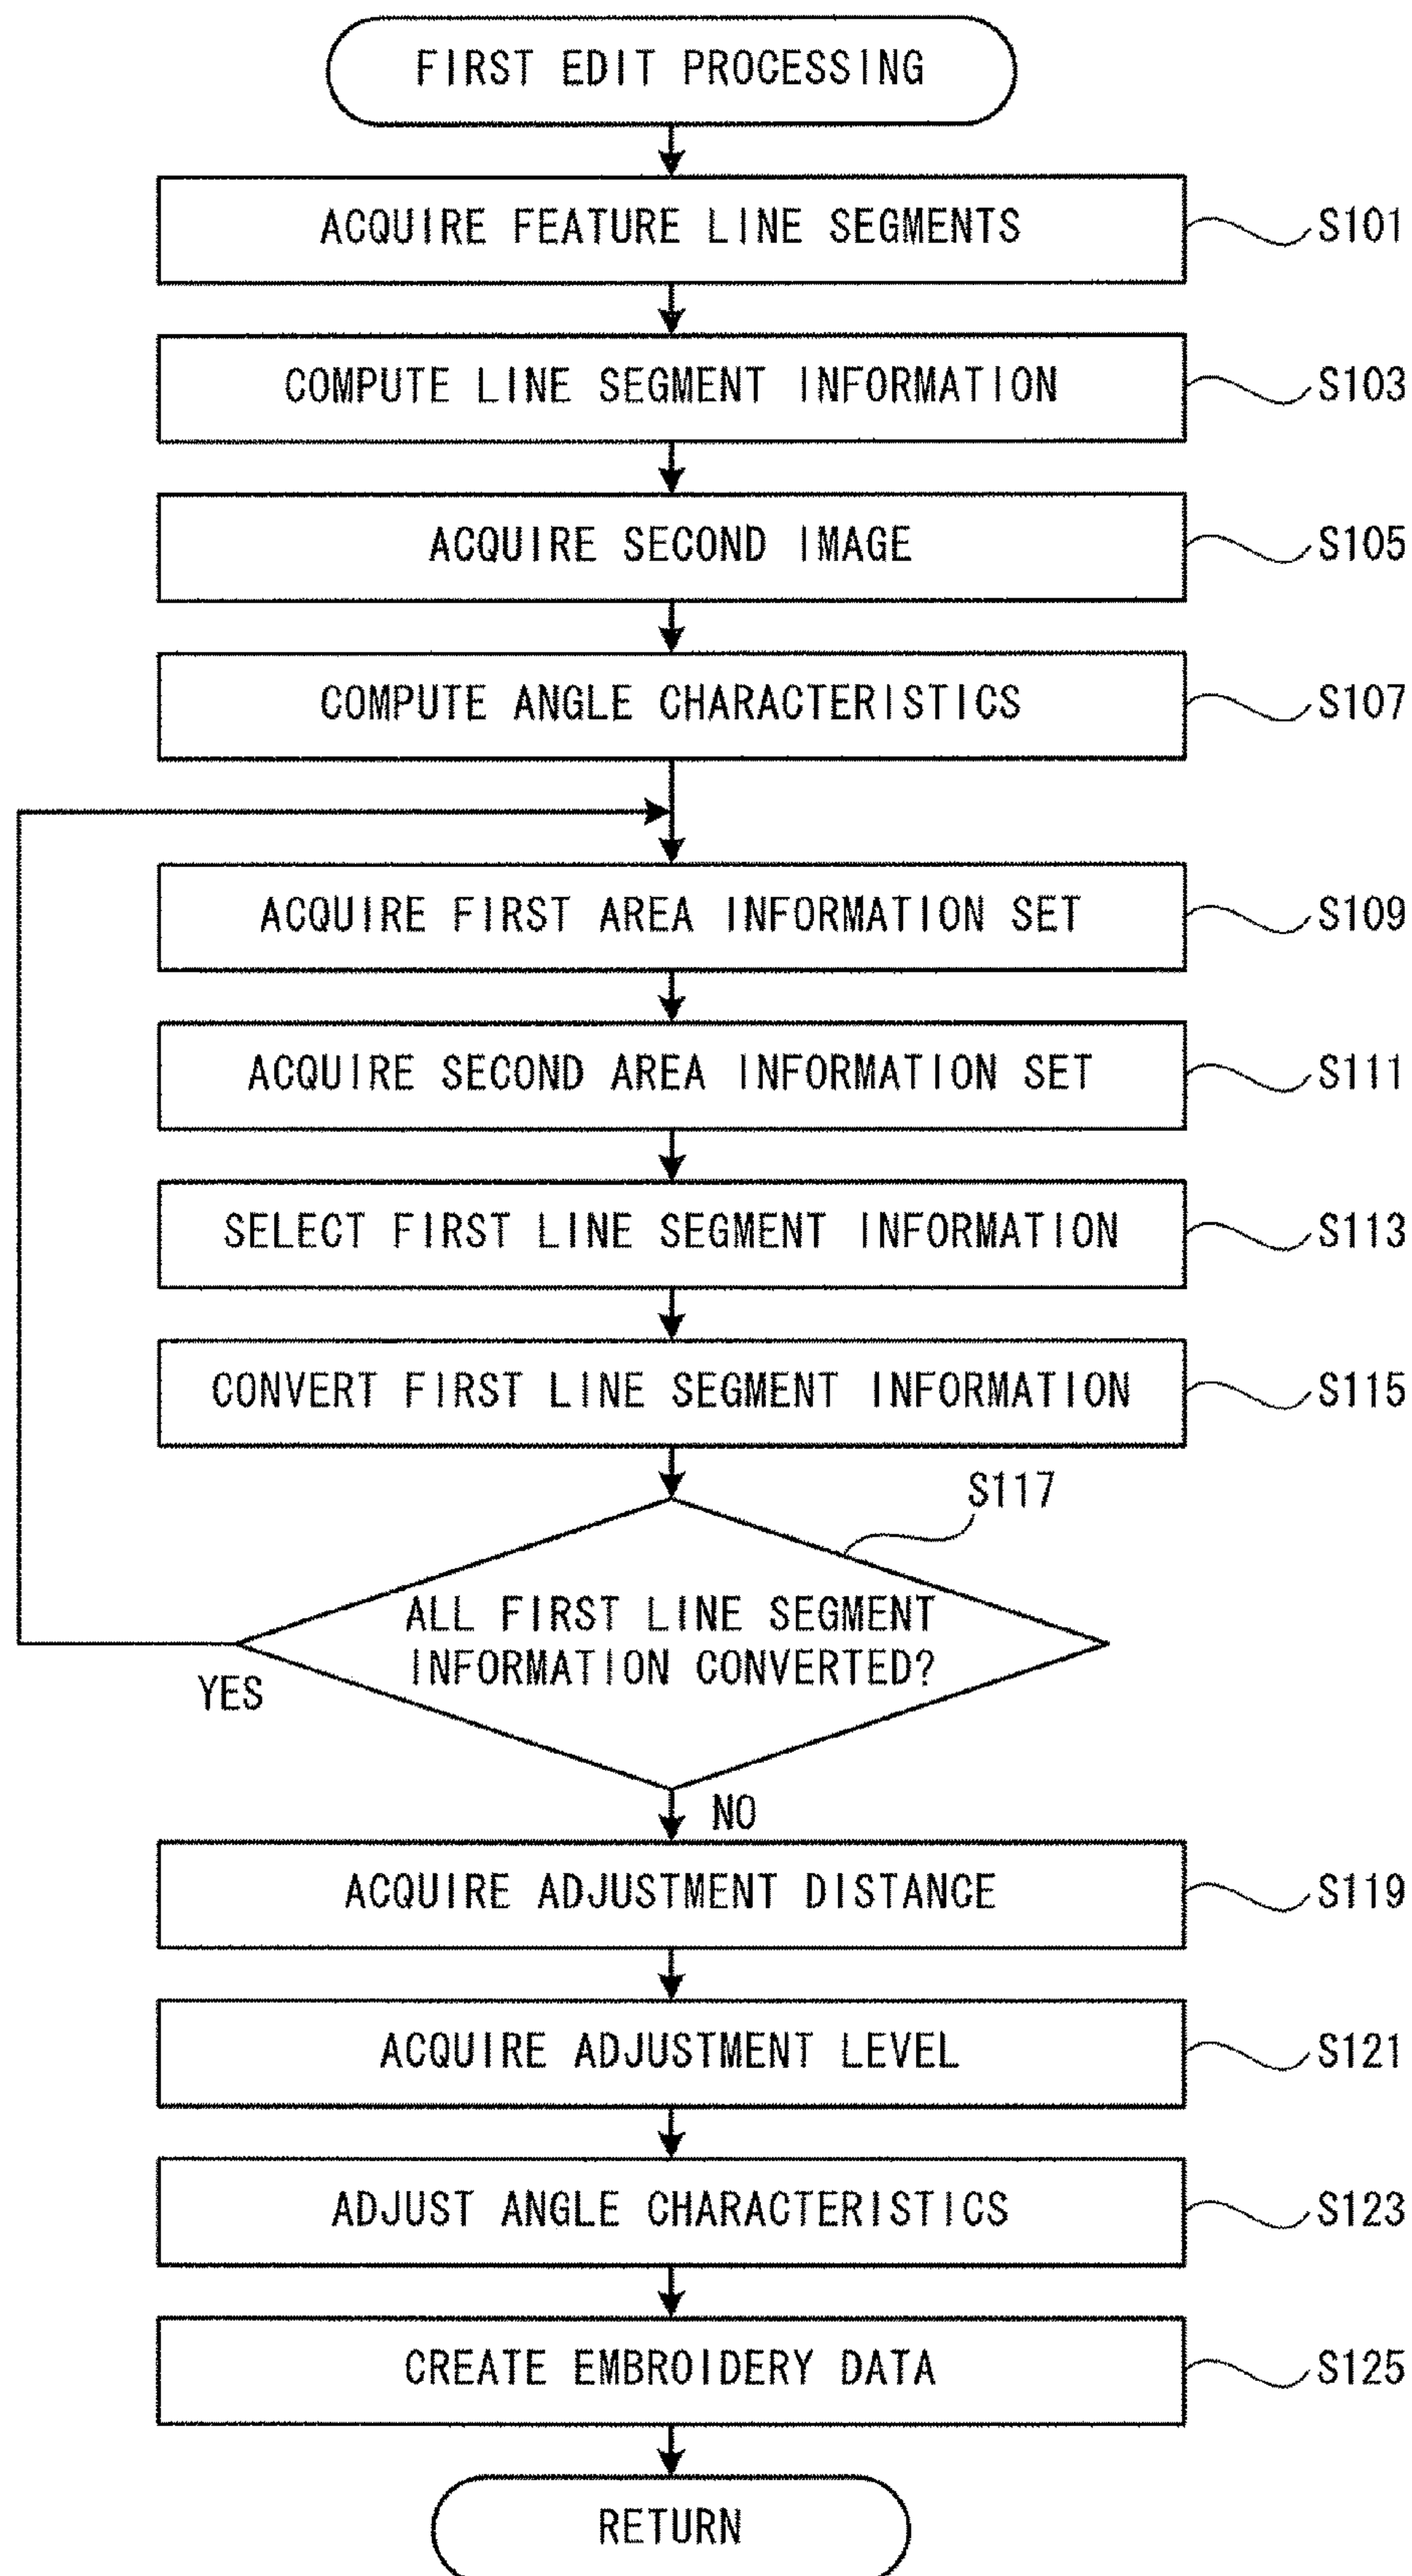 FIRST EDIT PROCESSING
ACQUIRE FEATURE LINE SEGMENTS
S101
COMPUTE LINE SEGMENT INFORMATION
S103
ACQUIRE SECOND IMAGE
S105
COMPUTE ANGLE CHARACTERISTICS
S107
ACQUIRE FIRST AREA INFORMATION SET
S109
ACQUIRE SECOND AREA INFORMATION SET
S111
SELECT FIRST LINE SEGMENT INFORMATION
S113
CONVERT FIRST LINE SEGMENT INFORMATION
S115
S117
ALL FIRST LINE SEGMENT
INFORMATION CONVERTED?
YES
NO
ACQUIRE ADJUSTMENT DISTANCE
S119
ACQUIRE ADJUSTMENT LEVEL
S121
ADJUST ANGLE CHARACTERISTICS
S123
CREATE EMBROIDERY DATA
S125
RETURN